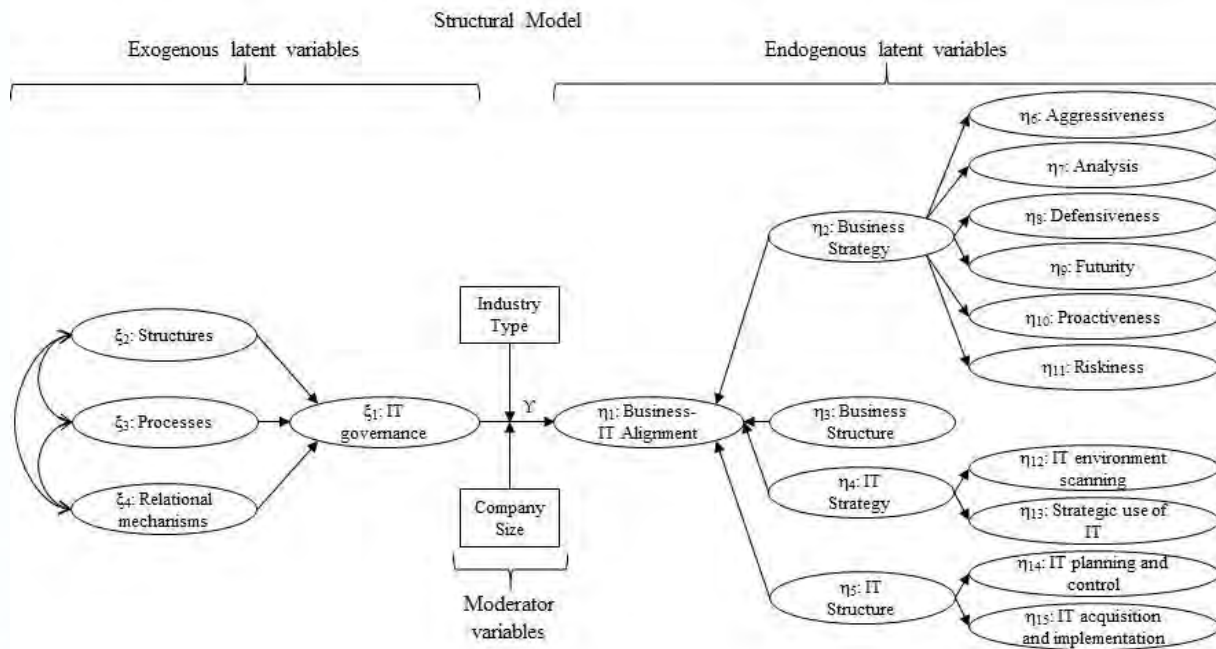 Structural Model
Exogenous latent variables
Endogenous latent variables
η6: Aggressiveness
η7: Analysis
η2: Business
Strategy
η8: Defensiveness
η9: Futurity
η10: Proactiveness
η11: Riskiness
Industry
Type
ξ2: Structures
ξ3: Processes
ξ4: Relational
mechanisms
ξ1: IT
governance
ϒ
η1: Business-
IT Alignment
η3: Business
Structure
η4: IT
Strategy
η12: IT environment
scanning
η13: Strategic use of
IT
Company
Size
η5: IT
Structure
η14: IT planning and
control
η15: IT acquisition
and implementation
Moderator
variables